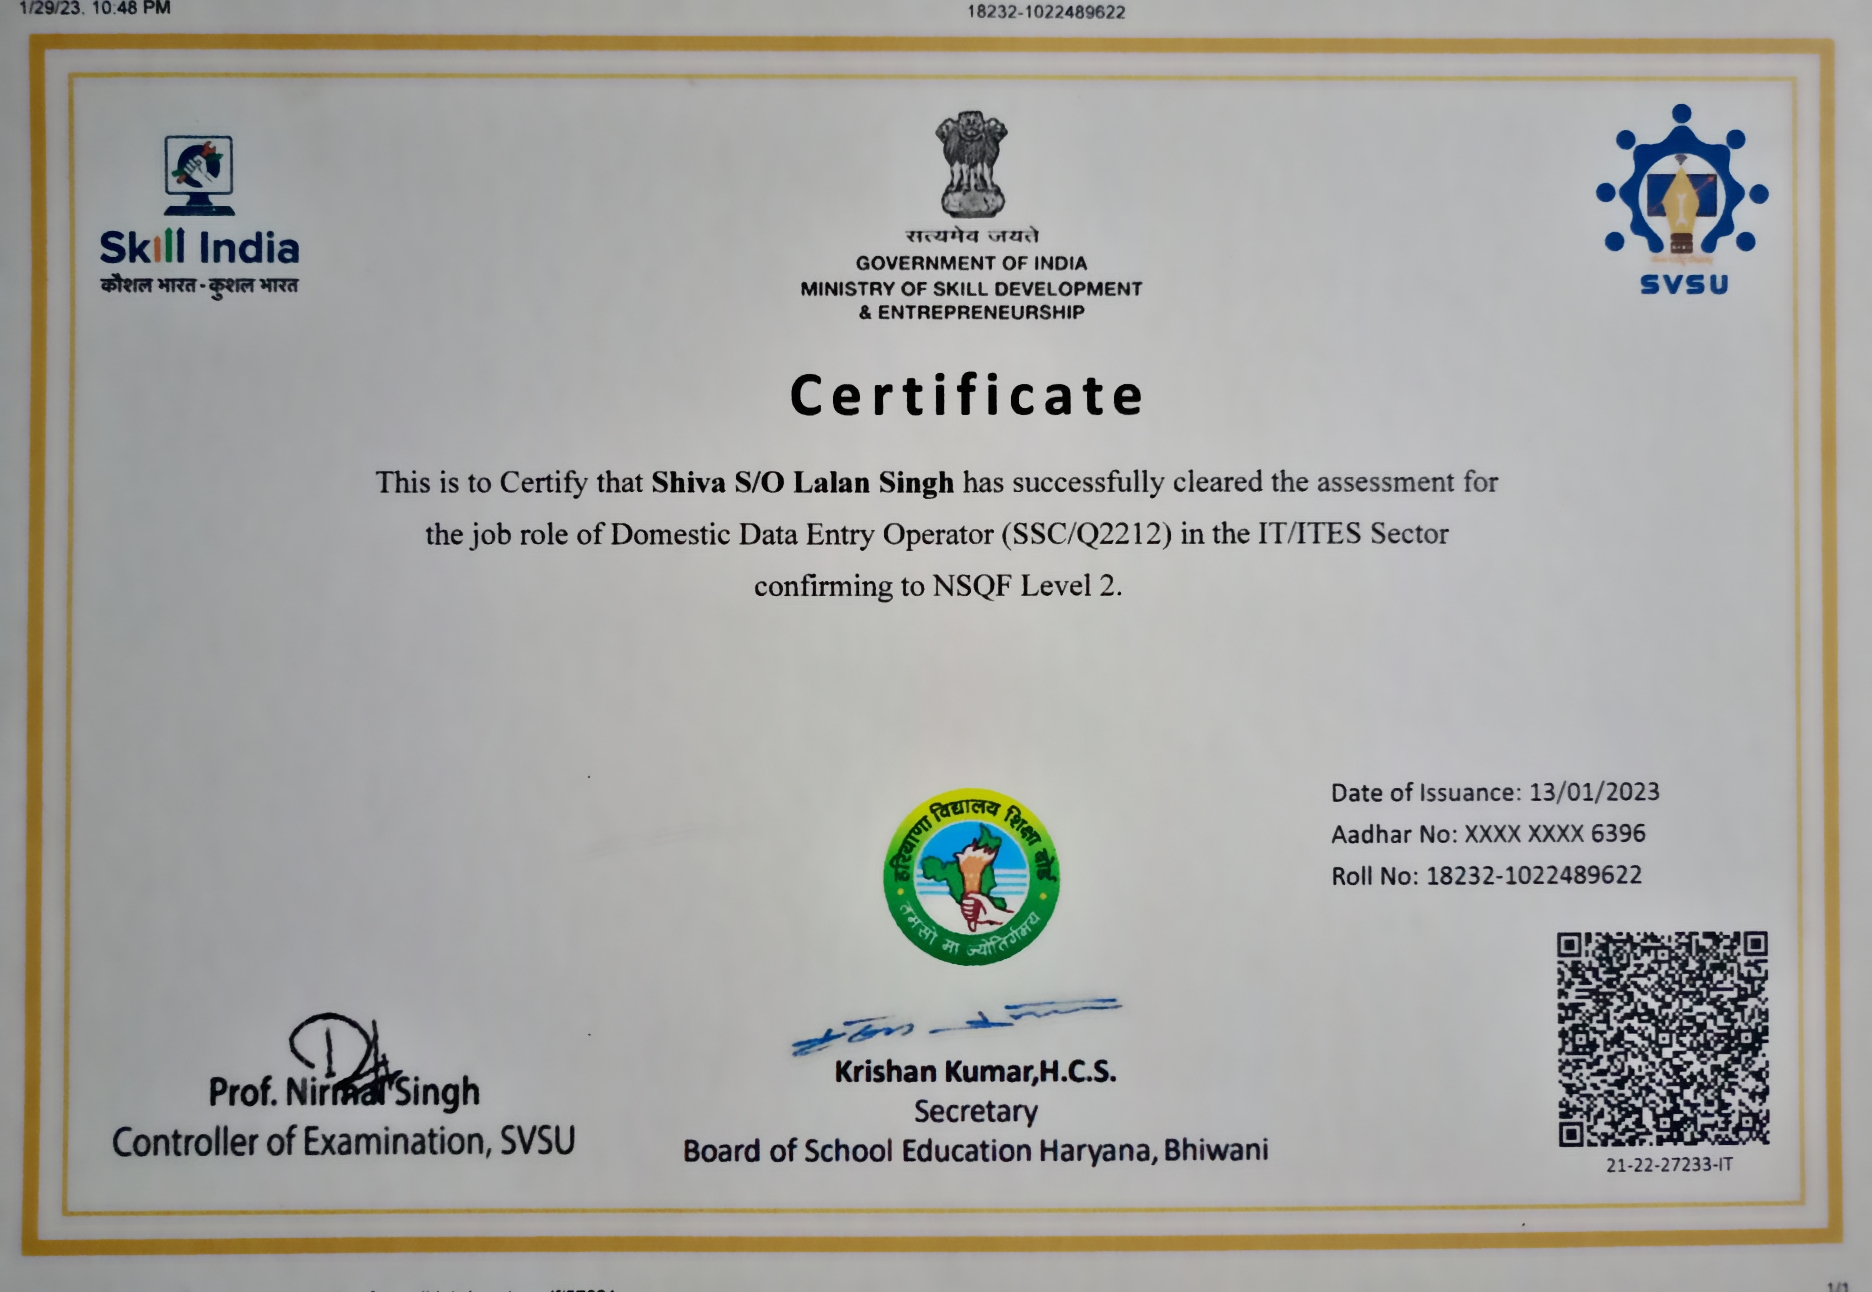 1/29/23, 10:48 PM
18232-1022489622
Skill India
कौशल भारत - कुशल भारत
सत्यमेव जयते
GOVERNMENT OF INDIA
MINISTRY OF SKILL DEVELOPMENT
& ENTREPRENEURSHIP
SVSU
Certificate
This is to Certify that Shiva S/O Lalan Singh has successfully cleared the assessment for
the job role of Domestic Data Entry Operator (SSC/Q2212) in the IT/ITES Sector
confirming to NSQF Level 2.
हरियाणा विद्यालय शिक्षा बोर्ड
तमसो मा ज्योतिर्गमय
Date of Issuance: 13/01/2023
Aadhar No: XXXX XXXX 6396
Roll No: 18232-1022489622
Prof. Nirmal Singh
Controller of Examination, SVSU
Krishan Kumar,H.C.S.
Secretary
Board of School Education Haryana, Bhiwani
21-22-27233-IT
1/1